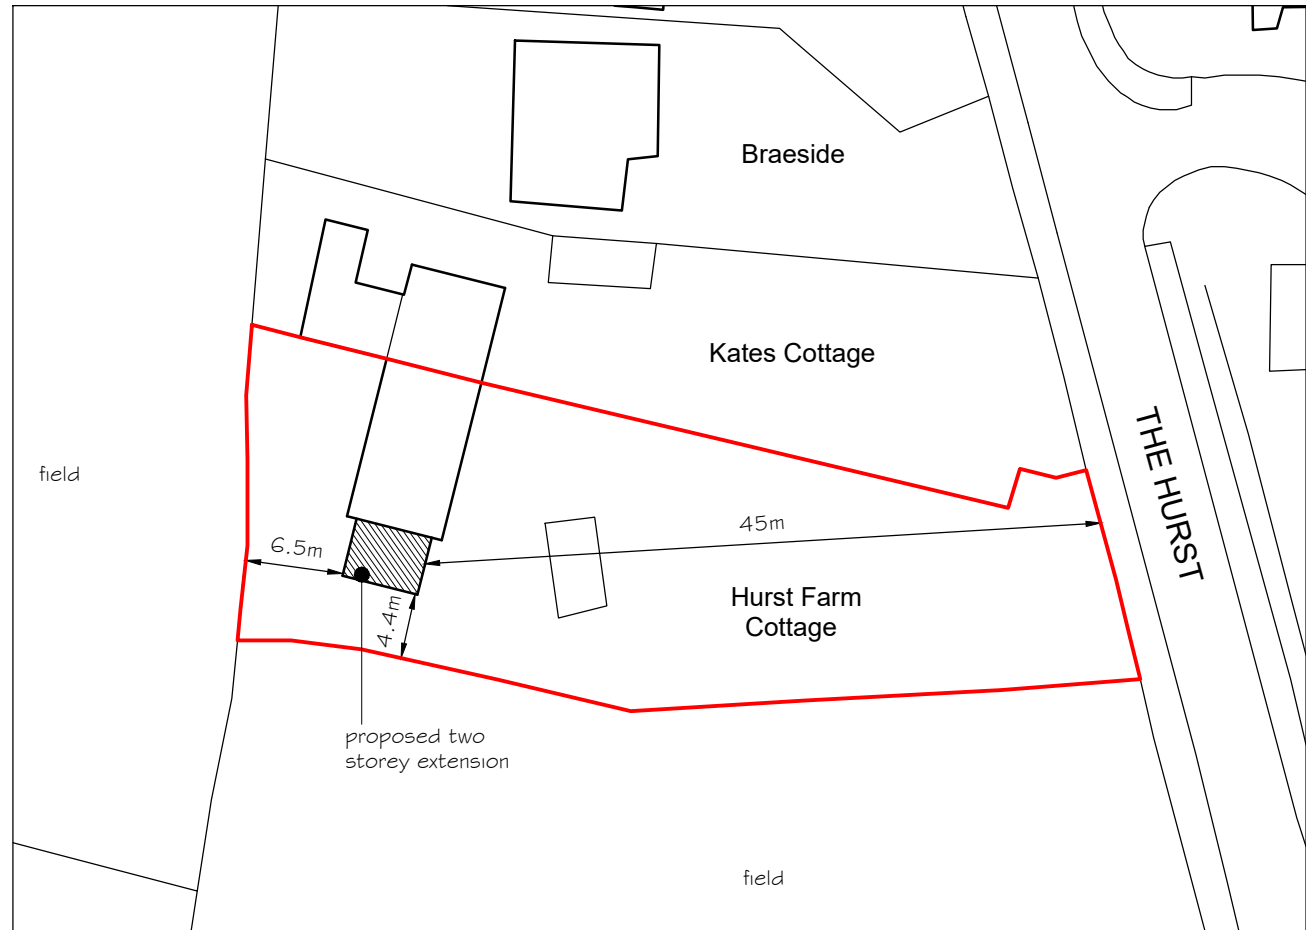 Braeside
Kates Cottage
THE HURST
field
45m
6.5m
Hurst Farm
Cottage
4.4m
proposed two
storey extension
field